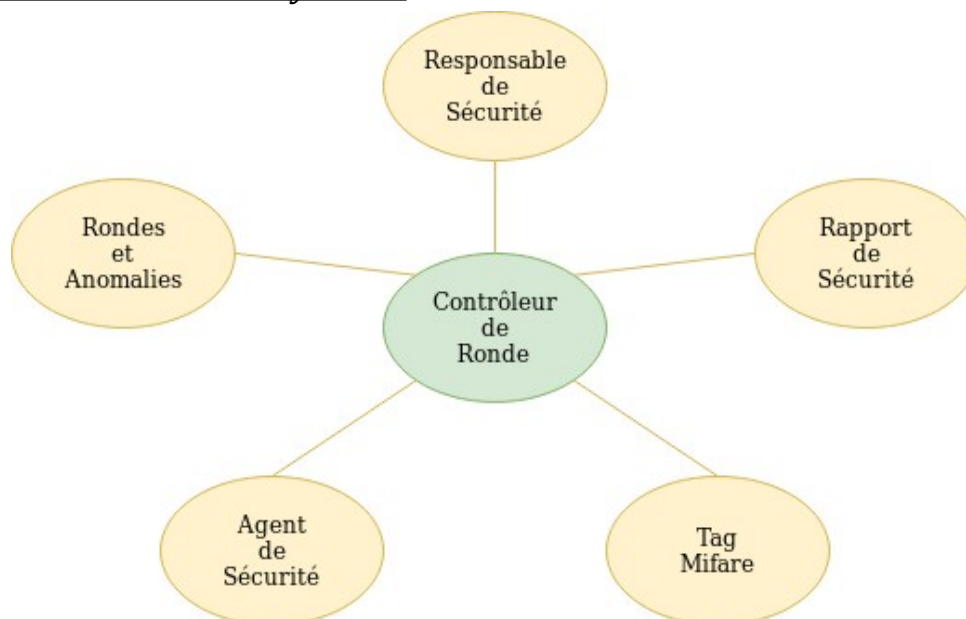 Responsable
de
Sécurité
Rondes
et
Anomalies
Rapport
de
Sécurité
Contrôleur
de
Ronde
Agent
de
Sécurité
Tag
Mifare